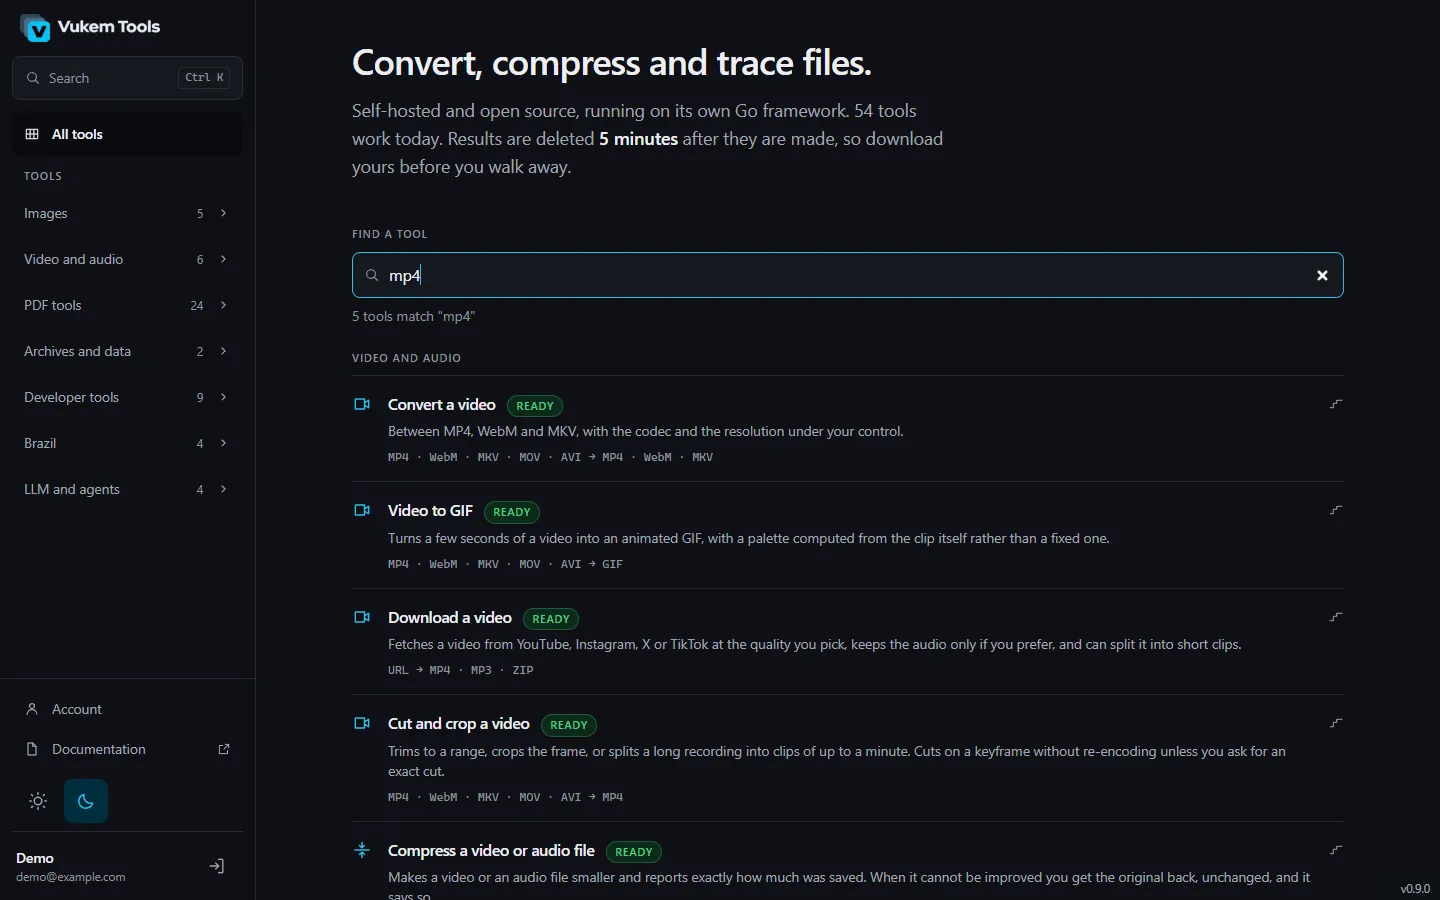 Vukem Tools
Search Ctrl K
All tools
TOOLS
Images 5
Video and audio 6
PDF tools 24
Archives and data 2
Developer tools 9
Brazil 4
LLM and agents 4
Account
Documentation
Demo
demo@example.com
Convert, compress and trace files.
Self-hosted and open source, running on its own Go framework. 54 tools
work today. Results are deleted 5 minutes after they are made, so download
yours before you walk away.
FIND A TOOL
mp4
5 tools match "mp4"
VIDEO AND AUDIO
Convert a video READY
Between MP4, WebM and MKV, with the codec and the resolution under your control.
MP4 · WebM · MKV · MOV · AVI → MP4 · WebM · MKV
Video to GIF READY
Turns a few seconds of a video into an animated GIF, with a palette computed from the clip itself rather than a fixed one.
MP4 · WebM · MKV · MOV · AVI → GIF
Download a video READY
Fetches a video from YouTube, Instagram, X or TikTok at the quality you pick, keeps the audio only if you prefer, and can split it into short clips.
URL → MP4 · MP3 · ZIP
Cut and crop a video READY
Trims to a range, crops the frame, or splits a long recording into clips of up to a minute. Cuts on a keyframe without re-encoding unless you ask for an
exact cut.
MP4 · WebM · MKV · MOV · AVI → MP4
Compress a video or audio file READY
Makes a video or an audio file smaller and reports exactly how much was saved. When it cannot be improved you get the original back, unchanged, and it
says so.
v0.9.0